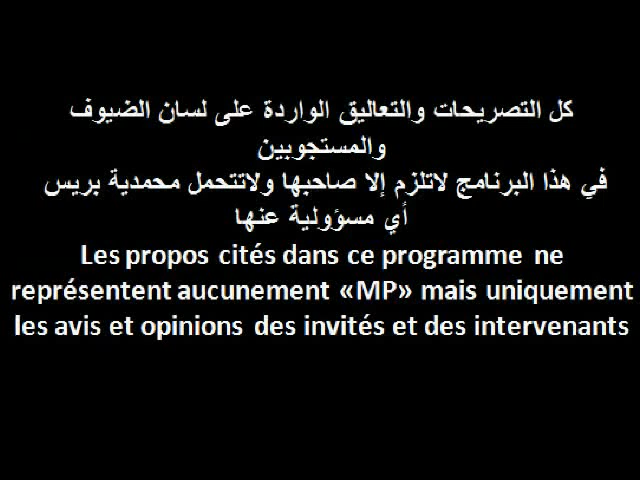 كل التصريحات والتعاليق الواردة على لسان الضيوف
والمستجوبين
في هذا البرنامج لاتلزم إلا صاحبها ولاتتحمل محمدية بريس
أي مسؤولية عنها
Les propos cités dans ce programme ne
représentent aucunement «MP» mais uniquement
les avis et opinions des invités et des intervenants